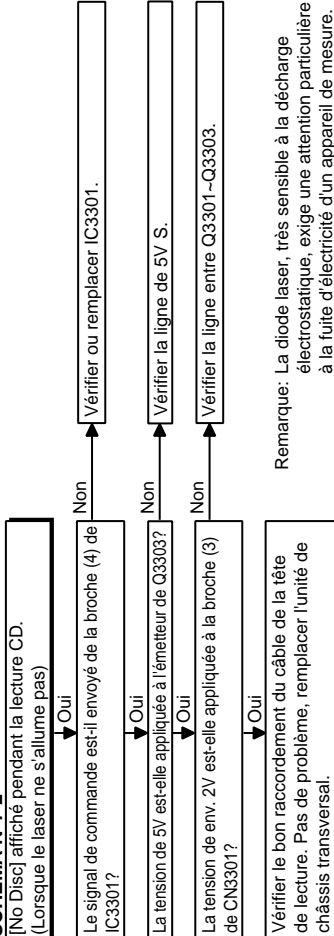 [No Disc] affiché pendant la lecture CD.
(Lorsque le laser ne s'allume pas)
Oui
Le signal de commande est-il envoyé de la broche (4) de
IC3301?
Non
Vérifier ou remplacer IC3301.
Oui
La tension de 5V est-elle appliquée à l'émetteur de Q3303?
Non
Vérifier la ligne de 5V S.
Oui
La tension de env. 2V est-elle appliquée à la broche (3)
de CN3301?
Non
Vérifier la ligne entre Q3301~Q3303.
Oui
Vérifier le bon raccordement du câble de la tête
de lecture. Pas de problème, remplacer l'unité de
châssis transversal.
Remarque: La diode laser, très sensible à la décharge
électrostatique, exige une attention particulière
à la fuite d'électricité d'un appareil de mesure.